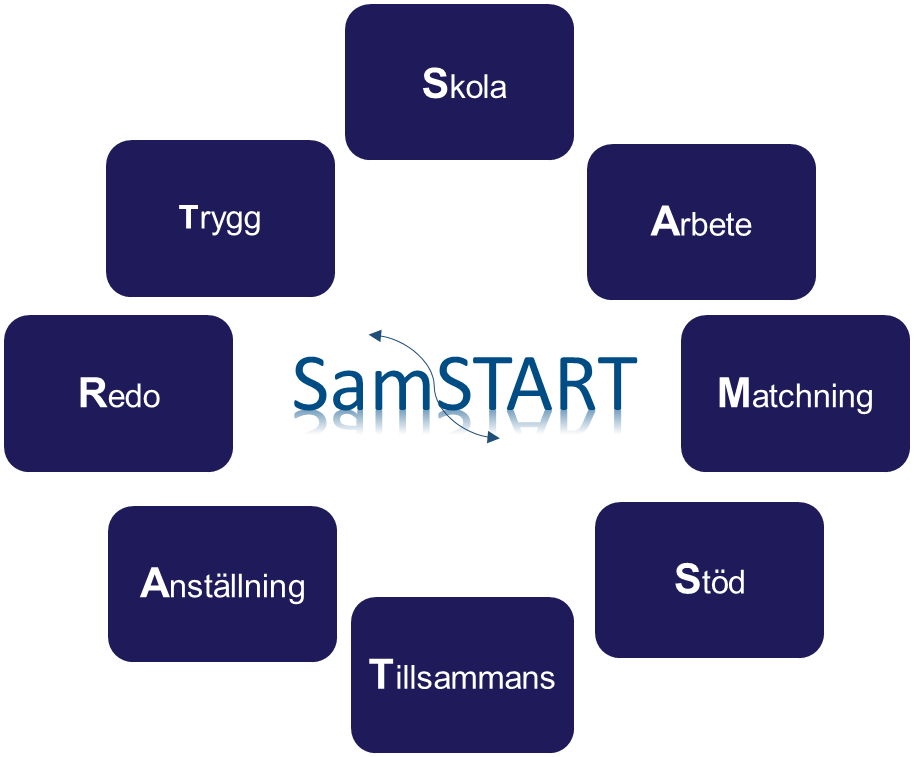 Skola
Arbete
Matchning
Stöd
Tillsammans
Anställning
Redo
Trygg
SamSTART